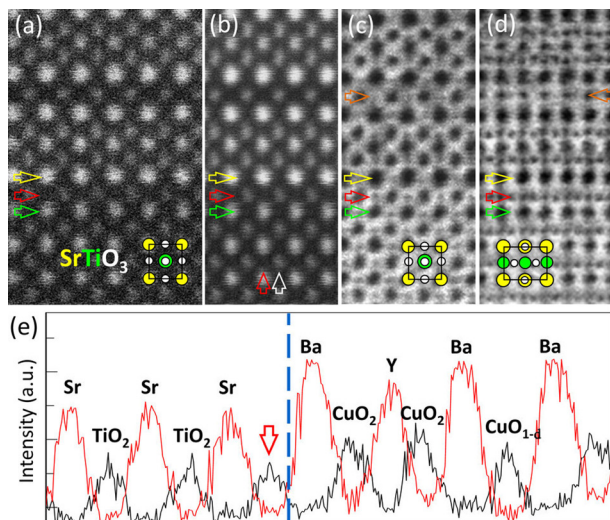 (a)
(b)
(c)
(d)
SrTiO3
(e)
Intensity (a.u.)
Sr
TiO2
Sr
TiO2
Sr
Ba
CuO2
Y
CuO2
Ba
CuO1-d
Ba